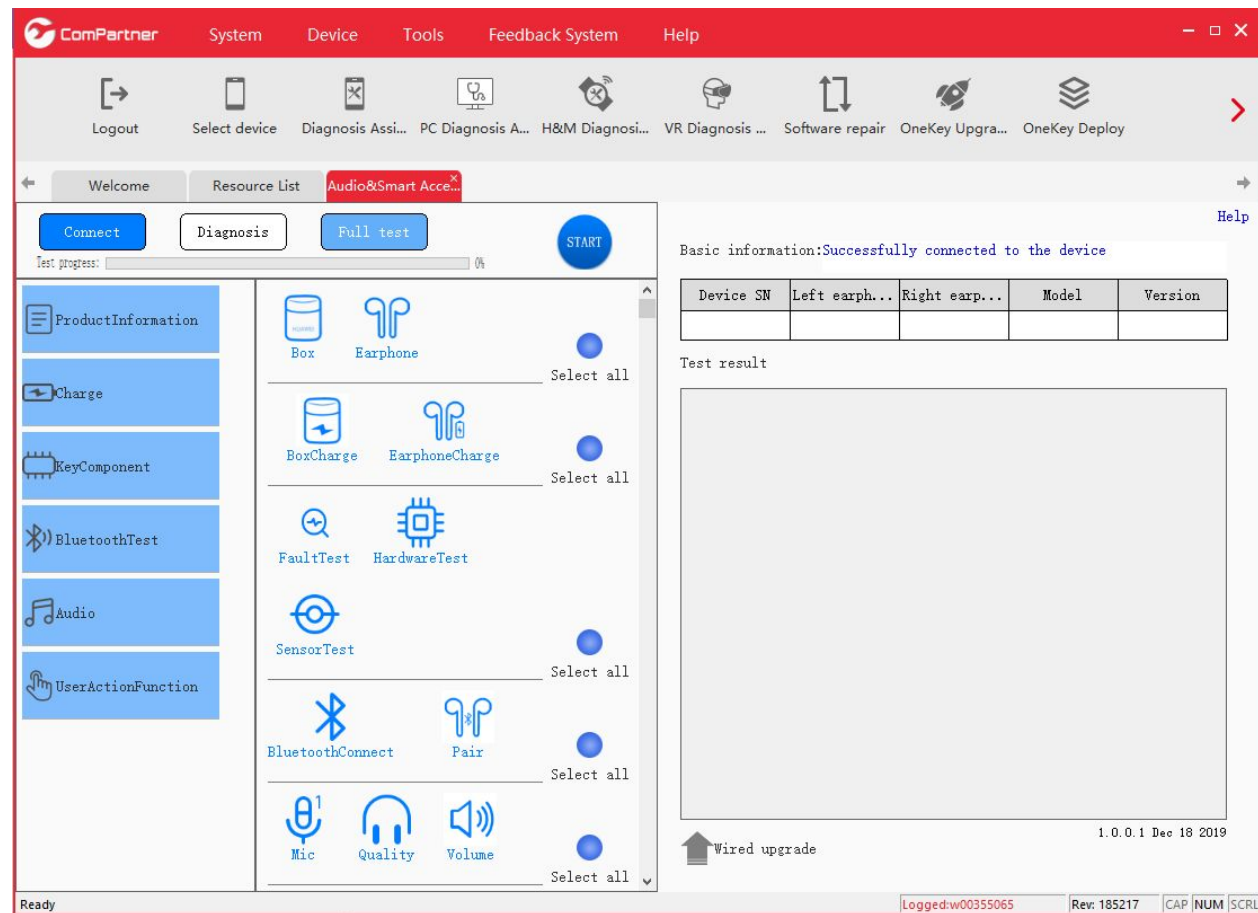 ComPartner System Device Tools Feedback System Help
Logout Select device Diagnosis Assi... PC Diagnosis A... H&M Diagnosi... VR Diagnosis ... Software repair OneKey Upgra... OneKey Deploy
Welcome Resource List Audio&Smart Acce...
Connect Diagnosis Full test START
Test progress: 0%
Help
Basic information:Successfully connected to the device
Device SN Left earph... Right earp... Model Version
Test result
ProductInformation
Charge
KeyComponent
BluetoothTest
Audio
UserActionFunction
Box Earphone
Select all
BoxCharge EarphoneCharge
Select all
FaultTest HardwareTest
SensorTest
Select all
BluetoothConnect Pair
Select all
1
Mic Quality Volume
Select all
1.0.0.1 Dec 18 2019
Wired upgrade
Ready Logged:w00355065 Rev: 185217 CAP NUM SCRL